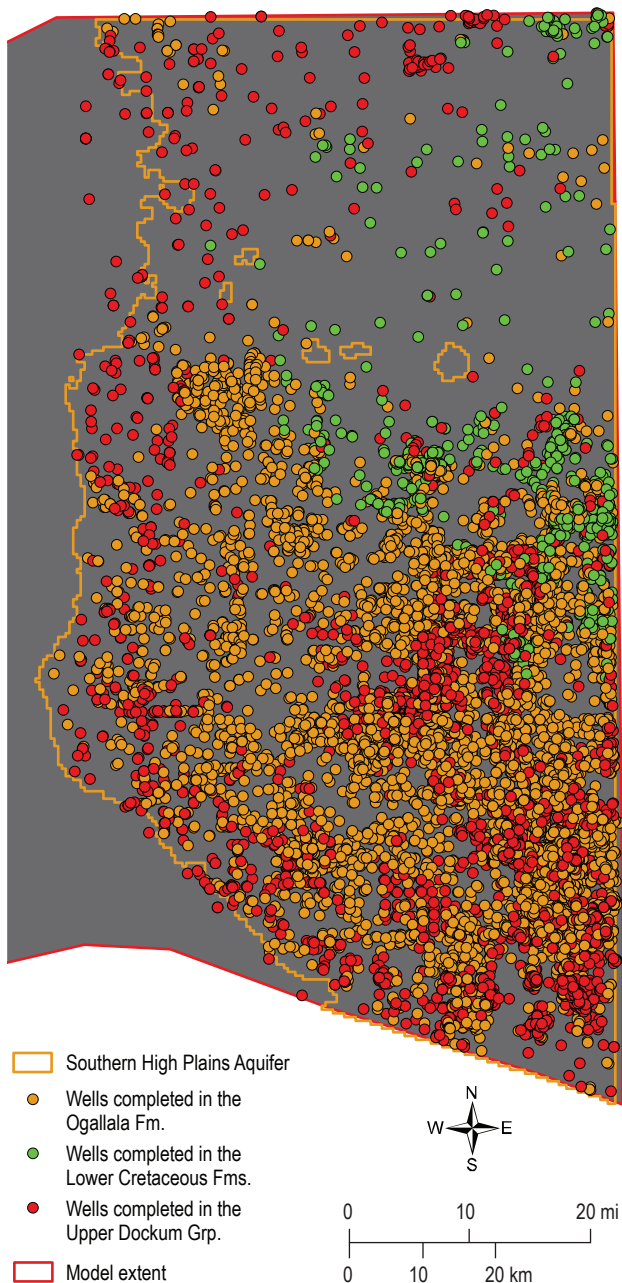 Southern High Plains Aquifer
Wells completed in the
Ogallala Fm.
Wells completed in the
Lower Cretaceous Fms.
Wells completed in the
Upper Dockum Grp.
Model extent
N
W E
S
0 10 20 mi
0 10 20 km